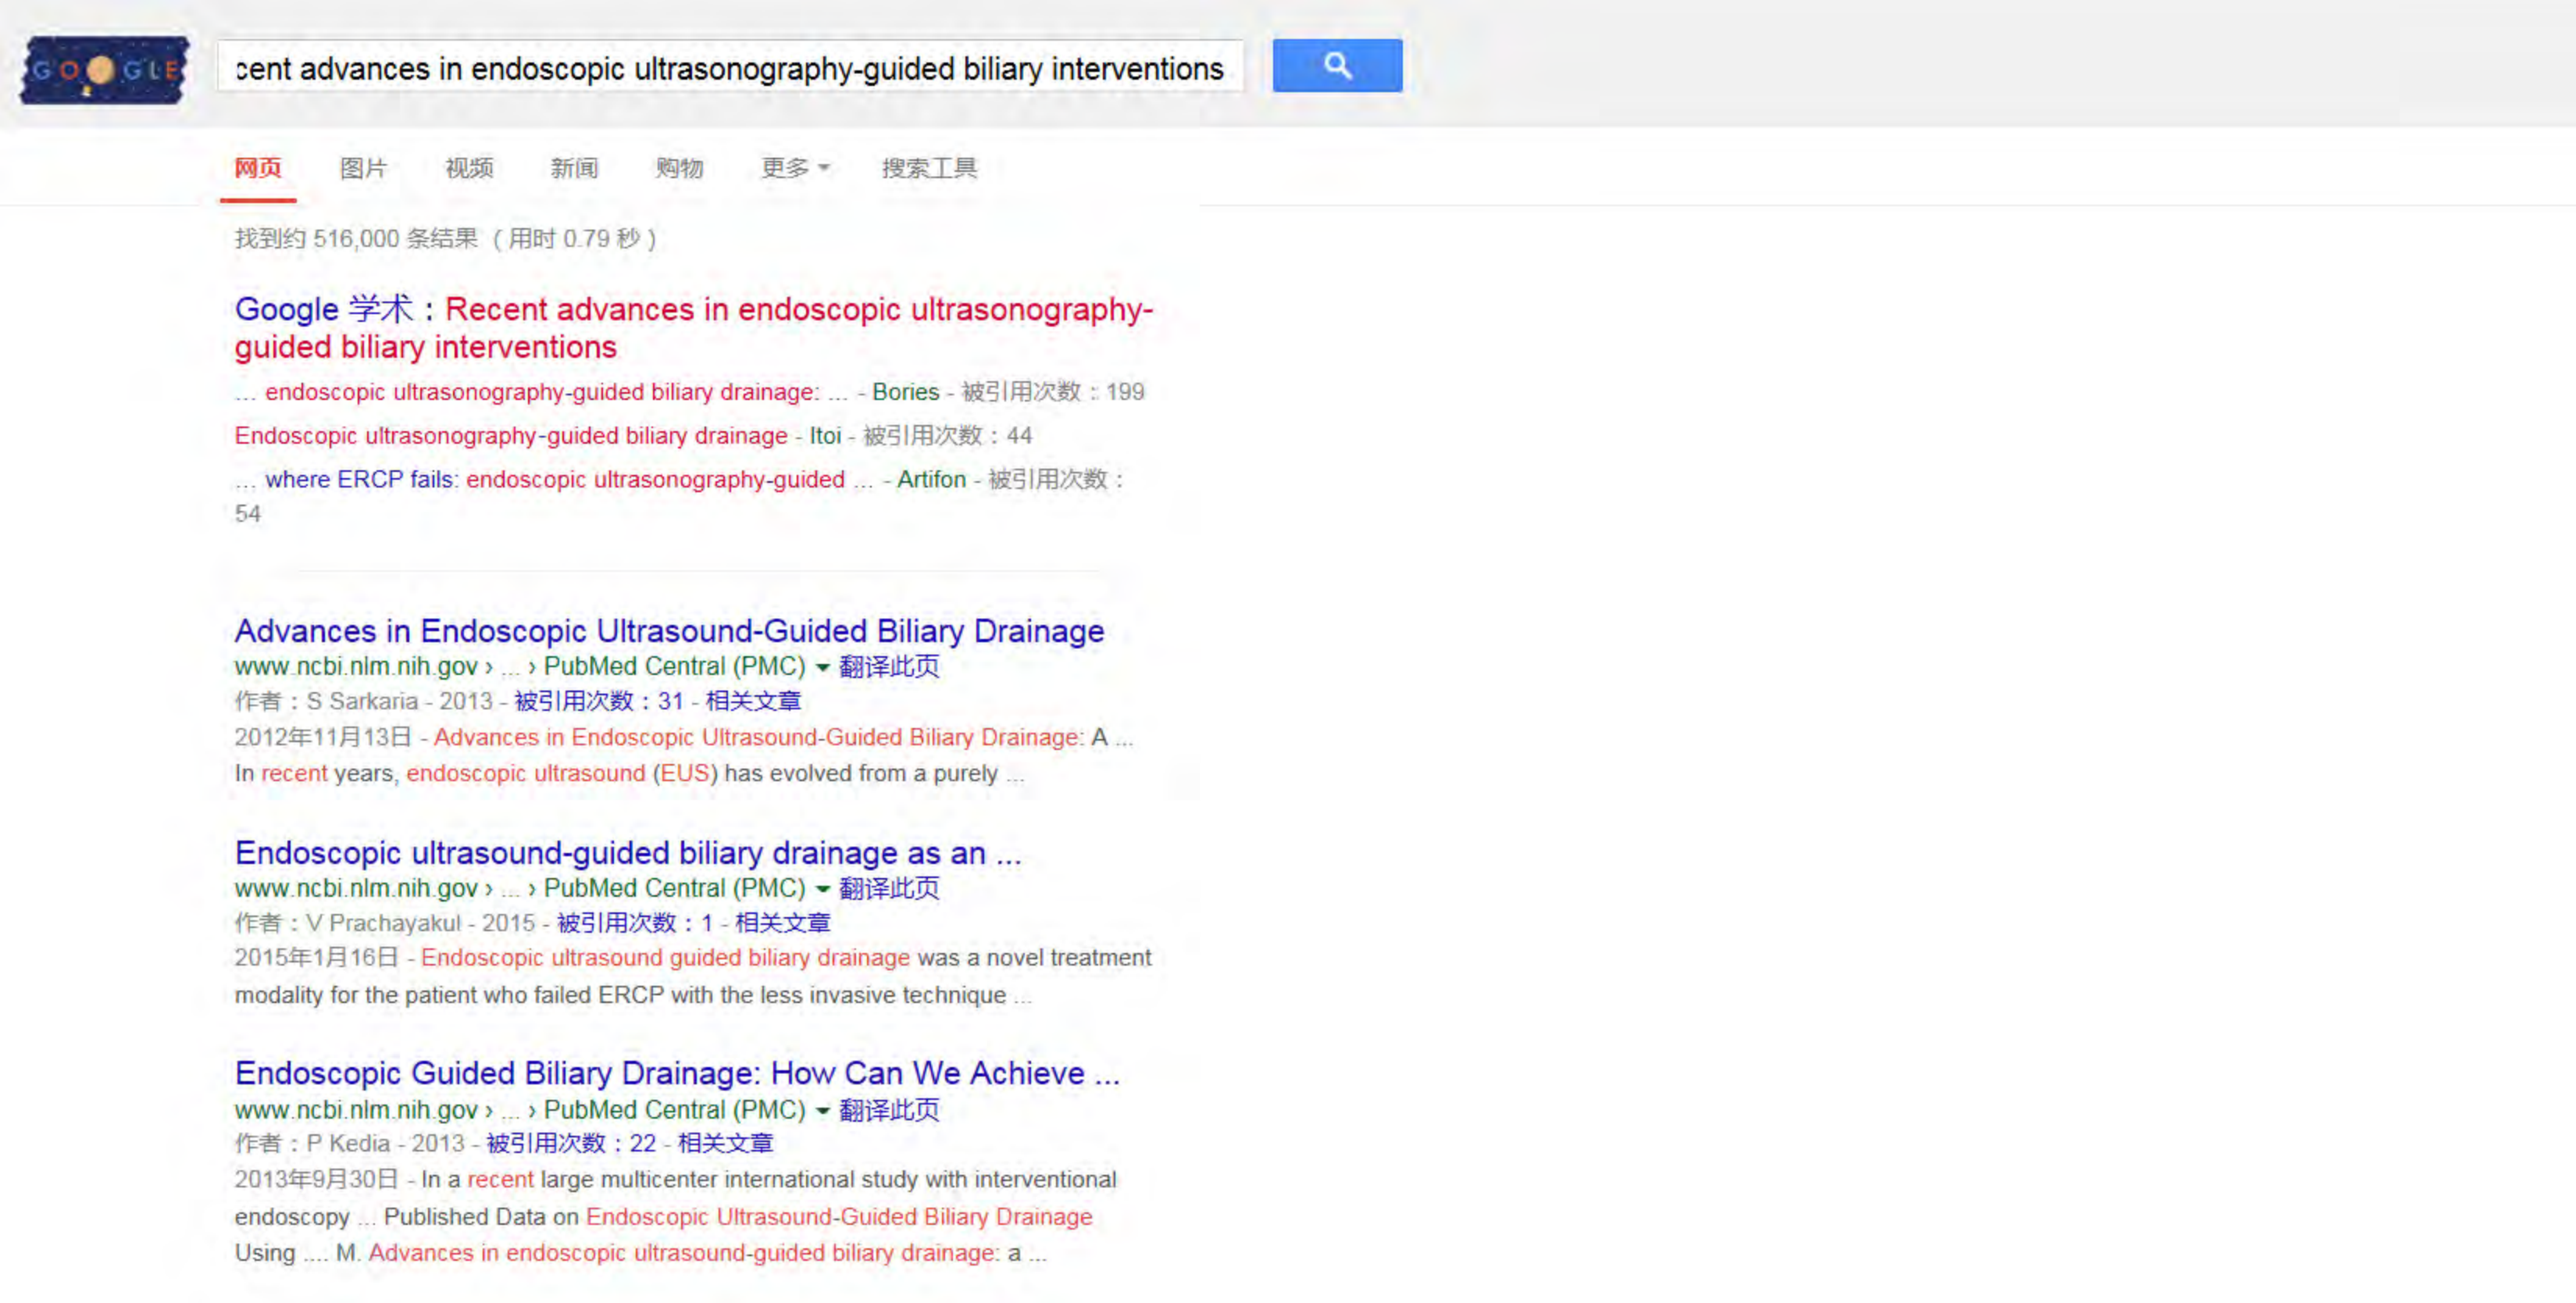 GOOGLE
cent advances in endoscopic ultrasonography-guided biliary interventions
网页 图片 视频 新闻 购物 更多 搜索工具
找到约 516,000 条结果 （用时 0.79 秒）
Google 学术：Recent advances in endoscopic ultrasonography-
guided biliary interventions
... endoscopic ultrasonography-guided biliary drainage: ... - Bories - 被引用次数：199
Endoscopic ultrasonography-guided biliary drainage - Itoi - 被引用次数：44
... where ERCP fails: endoscopic ultrasonography-guided ... - Artifon - 被引用次数：
54
Advances in Endoscopic Ultrasound-Guided Biliary Drainage
www.ncbi.nlm.nih.gov › ... › PubMed Central (PMC) 翻译此页
作者：S Sarkaria - 2013 - 被引用次数：31 - 相关文章
2012年11月13日 - Advances in Endoscopic Ultrasound-Guided Biliary Drainage: A ...
In recent years, endoscopic ultrasound (EUS) has evolved from a purely ...
Endoscopic ultrasound-guided biliary drainage as an ...
www.ncbi.nlm.nih.gov › ... › PubMed Central (PMC) 翻译此页
作者：V Prachayakul - 2015 - 被引用次数：1 - 相关文章
2015年1月16日 - Endoscopic ultrasound guided biliary drainage was a novel treatment
modality for the patient who failed ERCP with the less invasive technique ...
Endoscopic Guided Biliary Drainage: How Can We Achieve ...
www.ncbi.nlm.nih.gov › ... › PubMed Central (PMC) 翻译此页
作者：P Kedia - 2013 - 被引用次数：22 - 相关文章
2013年9月30日 - In a recent large multicenter international study with interventional
endoscopy ... Published Data on Endoscopic Ultrasound-Guided Biliary Drainage
Using .... M. Advances in endoscopic ultrasound-guided biliary drainage: a ...